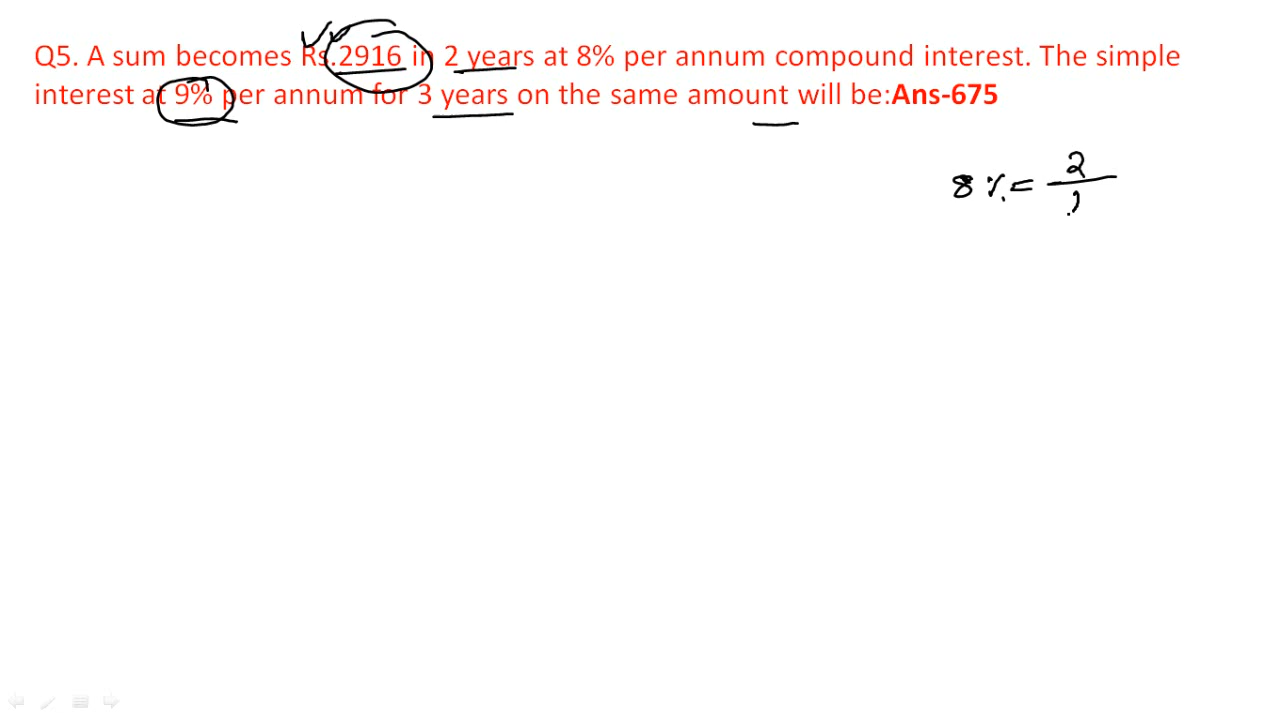 Q5. A sum becomes Rs.2916 in 2 years at 8% per annum compound interest. The simple
interest at 9% per annum for 3 years on the same amount will be:Ans-675
8 % = 2